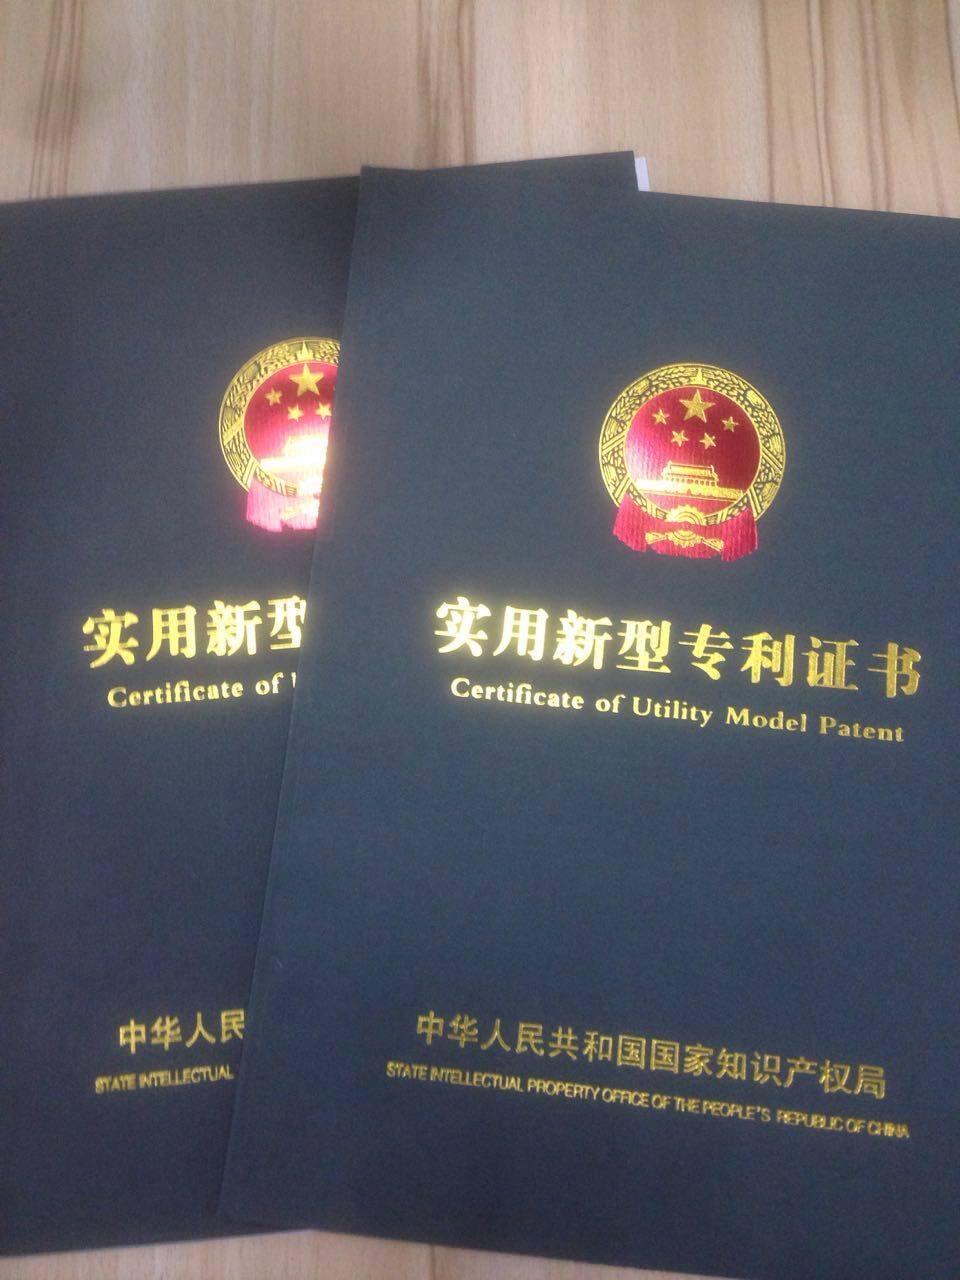 实用新型
Certificate of
中华人民
STATE INTELLECTUAL
实用新型专利证书
Certificate of Utility Model Patent
中华人民共和国国家知识产权局
STATE INTELLECTUAL PROPERTY OFFICE OF THE PEOPLE'S REPUBLIC OF CHINA